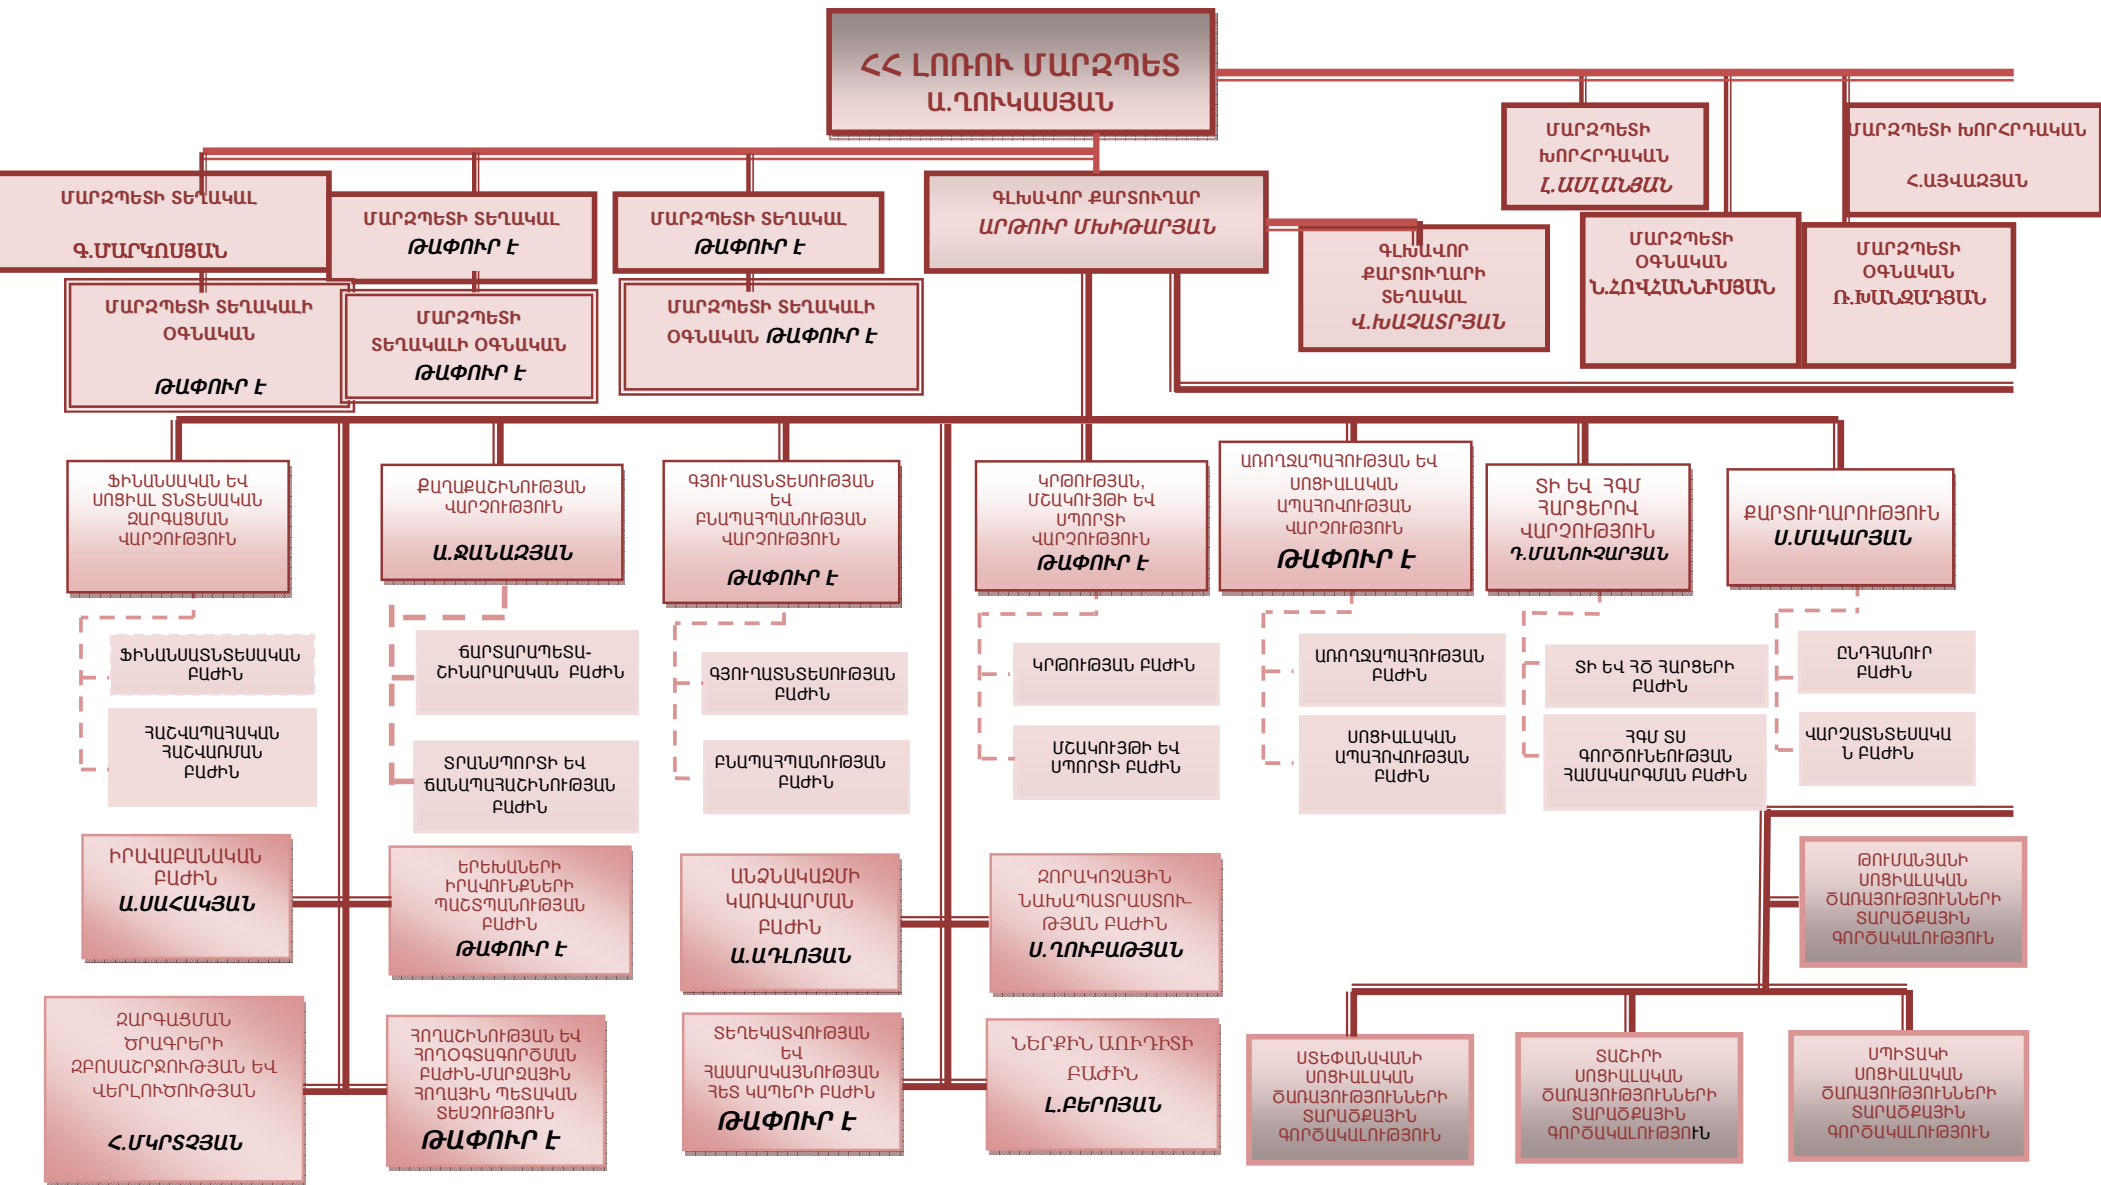 ՀՀ ԼՈՌՈՒ ՄԱՐԶՊԵՏ
Ա.ՂՈՒԿԱՍՅԱՆ
ՄԱՐԶՊԵՏԻ
ԽՈՐՀՐԴԱԿԱՆ
Լ.ԱՍԼԱՆՅԱՆ
ՄԱՐԶՊԵՏԻ ԽՈՐՀՐԴԱԿԱՆ
Հ.ԱՅՎԱԶՅԱՆ
ՄԱՐԶՊԵՏԻ ՏԵՂԱԿԱԼ
Գ.ՄԱՐԿՈՍՅԱՆ
ՄԱՐԶՊԵՏԻ ՏԵՂԱԿԱԼ
ԹԱՓՈՒՐ Է
ՄԱՐԶՊԵՏԻ ՏԵՂԱԿԱԼ
ԹԱՓՈՒՐ Է
ԳԼԽԱՎՈՐ ՔԱՐՏՈՒՂԱՐ
ԱՐԹՈՒՐ ՄԽԻԹԱՐՅԱՆ
ԳԼԽԱՎՈՐ
ՔԱՐՏՈՒՂԱՐԻ
ՏԵՂԱԿԱԼ
Վ.ԽԱՉԱՏՐՅԱՆ
ՄԱՐԶՊԵՏԻ
ՕԳՆԱԿԱՆ
Ն.ՀՈՎՀԱՆՆԻՍՅԱՆ
ՄԱՐԶՊԵՏԻ
ՕԳՆԱԿԱՆ
Ռ.ԽԱՆԶԱԴՅԱՆ
ՄԱՐԶՊԵՏԻ ՏԵՂԱԿԱԼԻ
ՕԳՆԱԿԱՆ
ԹԱՓՈՒՐ Է
ՄԱՐԶՊԵՏԻ
ՏԵՂԱԿԱԼԻ ՕԳՆԱԿԱՆ
ԹԱՓՈՒՐ Է
ՄԱՐԶՊԵՏԻ ՏԵՂԱԿԱԼԻ
ՕԳՆԱԿԱՆ ԹԱՓՈՒՐ Է
ՖԻՆԱՆՍԱԿԱՆ ԵՎ
ՍՈՑԻԱԼ ՏՆՏԵՍԱԿԱՆ
ԶԱՐԳԱՑՄԱՆ
ՎԱՐՉՈՒԹՅՈՒՆ
ՔԱՂԱՔԱՇԻՆՈՒԹՅԱՆ
ՎԱՐՉՈՒԹՅՈՒՆ
Ա.ՋԱՆԱԶՅԱՆ
ԳՅՈՒՂԱՏՆՏԵՍՈՒԹՅԱՆ
ԵՎ
ԲՆԱՊԱՀՊԱՆՈՒԹՅԱՆ
ՎԱՐՉՈՒԹՅՈՒՆ
ԹԱՓՈՒՐ Է
ԿՐԹՈՒԹՅԱՆ,
ՄՇԱԿՈՒՅԹԻ ԵՎ
ՍՊՈՐՏԻ
ՎԱՐՉՈՒԹՅՈՒՆ
ԹԱՓՈՒՐ Է
ԱՌՈՂՋԱՊԱՀՈՒԹՅԱՆ ԵՎ
ՍՈՑԻԱԼԱԿԱՆ
ԱՊԱՀՈՎՈՒԹՅԱՆ
ՎԱՐՉՈՒԹՅՈՒՆ
ԹԱՓՈՒՐ Է
ՏԻ ԵՎ ՀԳՄ
ՀԱՐՑԵՐՈՎ
ՎԱՐՉՈՒԹՅՈՒՆ
Դ.ՄԱՆՈՒՉԱՐՅԱՆ
ՔԱՐՏՈՒՂԱՐՈՒԹՅՈՒՆ
Ս.ՄԱԿԱՐՅԱՆ
ՖԻՆԱՆՍԱՏՆՏԵՍԱԿԱՆ
ԲԱԺԻՆ
ՀԱՇՎԱՊԱՀԱԿԱՆ
ՀԱՇՎԱՌՄԱՆ
ԲԱԺԻՆ
ՃԱՐՏԱՐԱՊԵՏԱ-
ՇԻՆԱՐԱՐԱԿԱՆ ԲԱԺԻՆ
ՏՐԱՆՍՊՈՐՏԻ ԵՎ
ՃԱՆԱՊԱՀԱՇԻՆՈՒԹՅԱՆ
ԲԱԺԻՆ
ԳՅՈՒՂԱՏՆՏԵՍՈՒԹՅԱՆ
ԲԱԺԻՆ
ԲՆԱՊԱՀՊԱՆՈՒԹՅԱՆ
ԲԱԺԻՆ
ԿՐԹՈՒԹՅԱՆ ԲԱԺԻՆ
ՄՇԱԿՈՒՅԹԻ ԵՎ
ՍՊՈՐՏԻ ԲԱԺԻՆ
ԱՌՈՂՋԱՊԱՀՈՒԹՅԱՆ
ԲԱԺԻՆ
ՍՈՑԻԱԼԱԿԱՆ
ԱՊԱՀՈՎՈՒԹՅԱՆ
ԲԱԺԻՆ
ՏԻ ԵՎ ՀԾ ՀԱՐՑԵՐԻ
ԲԱԺԻՆ
ՀԳՄ ՏՍ
ԳՈՐԾՈՒՆԵՈՒԹՅԱՆ
ՀԱՄԱԿԱՐԳՄԱՆ ԲԱԺԻՆ
ԸՆԴՀԱՆՈՒՐ
ԲԱԺԻՆ
ՎԱՐՉԱՏՆՏԵՍԱԿԱ
Ն ԲԱԺԻՆ
ԻՐԱՎԱԲԱՆԱԿԱՆ
ԲԱԺԻՆ
Ա.ՍԱՀԱԿՅԱՆ
ԵՐԵԽԱՆԵՐԻ
ԻՐԱՎՈՒՆՔՆԵՐԻ
ՊԱՇՏՊԱՆՈՒԹՅԱՆ
ԲԱԺԻՆ
ԹԱՓՈՒՐ Է
ԱՆՁՆԱԿԱԶՄԻ
ԿԱՌԱՎԱՐՄԱՆ
ԲԱԺԻՆ
Ա.ԱԴԼՈՅԱՆ
ԶՈՐԱԿՈՉԱՅԻՆ
ՆԱԽԱՊԱՏՐԱՍՏՈՒ-
ԹՅԱՆ ԲԱԺԻՆ
Ս.ՂՈՒԲԱԹՅԱՆ
ԹՈՒՄԱՆՅԱՆԻ
ՍՈՑԻԱԼԱԿԱՆ
ԾԱՌԱՅՈՒԹՅՈՒՆՆԵՐԻ
ՏԱՐԱԾՔԱՅԻՆ
ԳՈՐԾԱԿԱԼՈՒԹՅՈՒՆ
ԶԱՐԳԱՑՄԱՆ
ԾՐԱԳՐԵՐԻ
ԶԲՈՍԱՇՐՋՈՒԹՅԱՆ ԵՎ
ՎԵՐԼՈՒԾՈՒԹՅԱՆ
Հ.ՄԿՐՏՉՅԱՆ
ՀՈՂԱՇԻՆՈՒԹՅԱՆ ԵՎ
ՀՈՂՕԳՏԱԳՈՐԾՄԱՆ
ԲԱԺԻՆ-ՄԱՐԶԱՅԻՆ
ՀՈՂԱՅԻՆ ՊԵՏԱԿԱՆ
ՏԵՍՉՈՒԹՅՈՒՆ
ԹԱՓՈՒՐ Է
ՏԵՂԵԿԱՏՎՈՒԹՅԱՆ
ԵՎ
ՀԱՍԱՐԱԿԱՅՆՈՒԹՅԱՆ
ՀԵՏ ԿԱՊԵՐԻ ԲԱԺԻՆ
ԹԱՓՈՒՐ Է
ՆԵՐՔԻՆ ԱՈՒԴԻՏԻ
ԲԱԺԻՆ
Լ.ԲԵՐՈՅԱՆ
ՍՏԵՓԱՆԱՎԱՆԻ
ՍՈՑԻԱԼԱԿԱՆ
ԾԱՌԱՅՈՒԹՅՈՒՆՆԵՐԻ
ՏԱՐԱԾՔԱՅԻՆ
ԳՈՐԾԱԿԱԼՈՒԹՅՈՒՆ
ՏԱՇԻՐԻ
ՍՈՑԻԱԼԱԿԱՆ
ԾԱՌԱՅՈՒԹՅՈՒՆՆԵՐԻ
ՏԱՐԱԾՔԱՅԻՆ
ԳՈՐԾԱԿԱԼՈՒԹՅՈՒՆ
ՍՊԻՏԱԿԻ
ՍՈՑԻԱԼԱԿԱՆ
ԾԱՌԱՅՈՒԹՅՈՒՆՆԵՐԻ
ՏԱՐԱԾՔԱՅԻՆ
ԳՈՐԾԱԿԱԼՈՒԹՅՈՒՆ